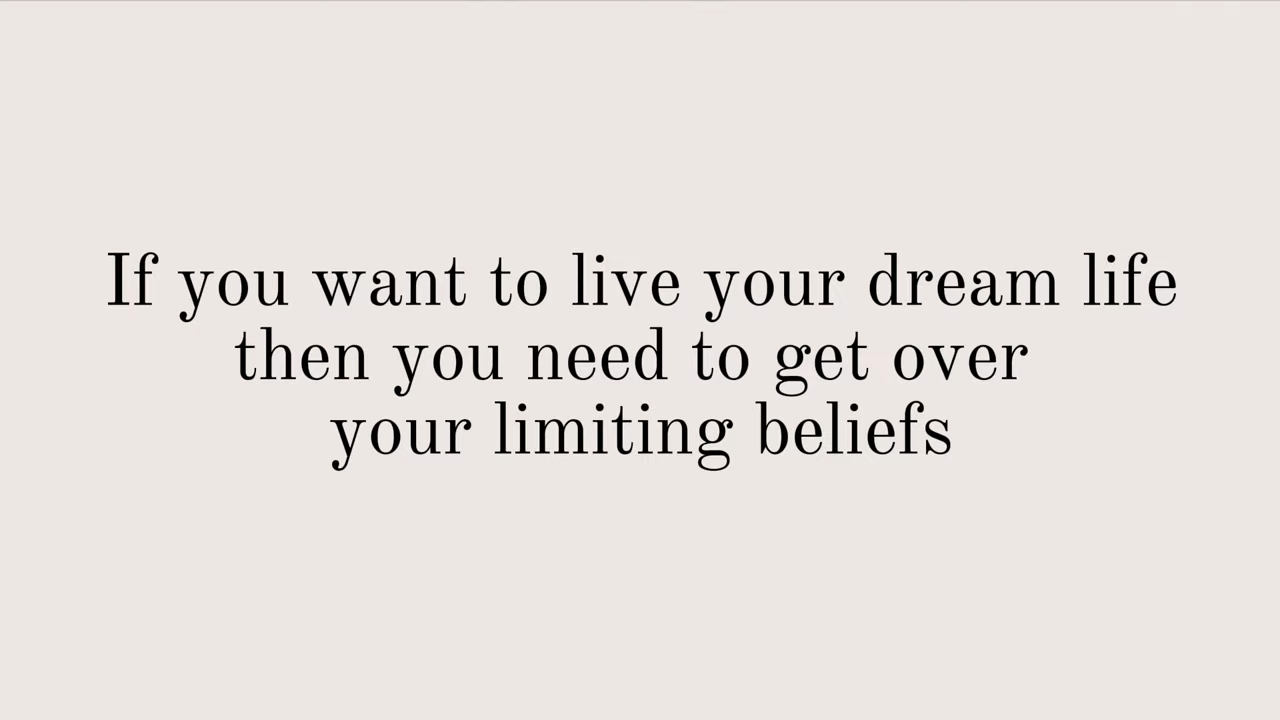 If you want to live your dream life
then you need to get over
your limiting beliefs